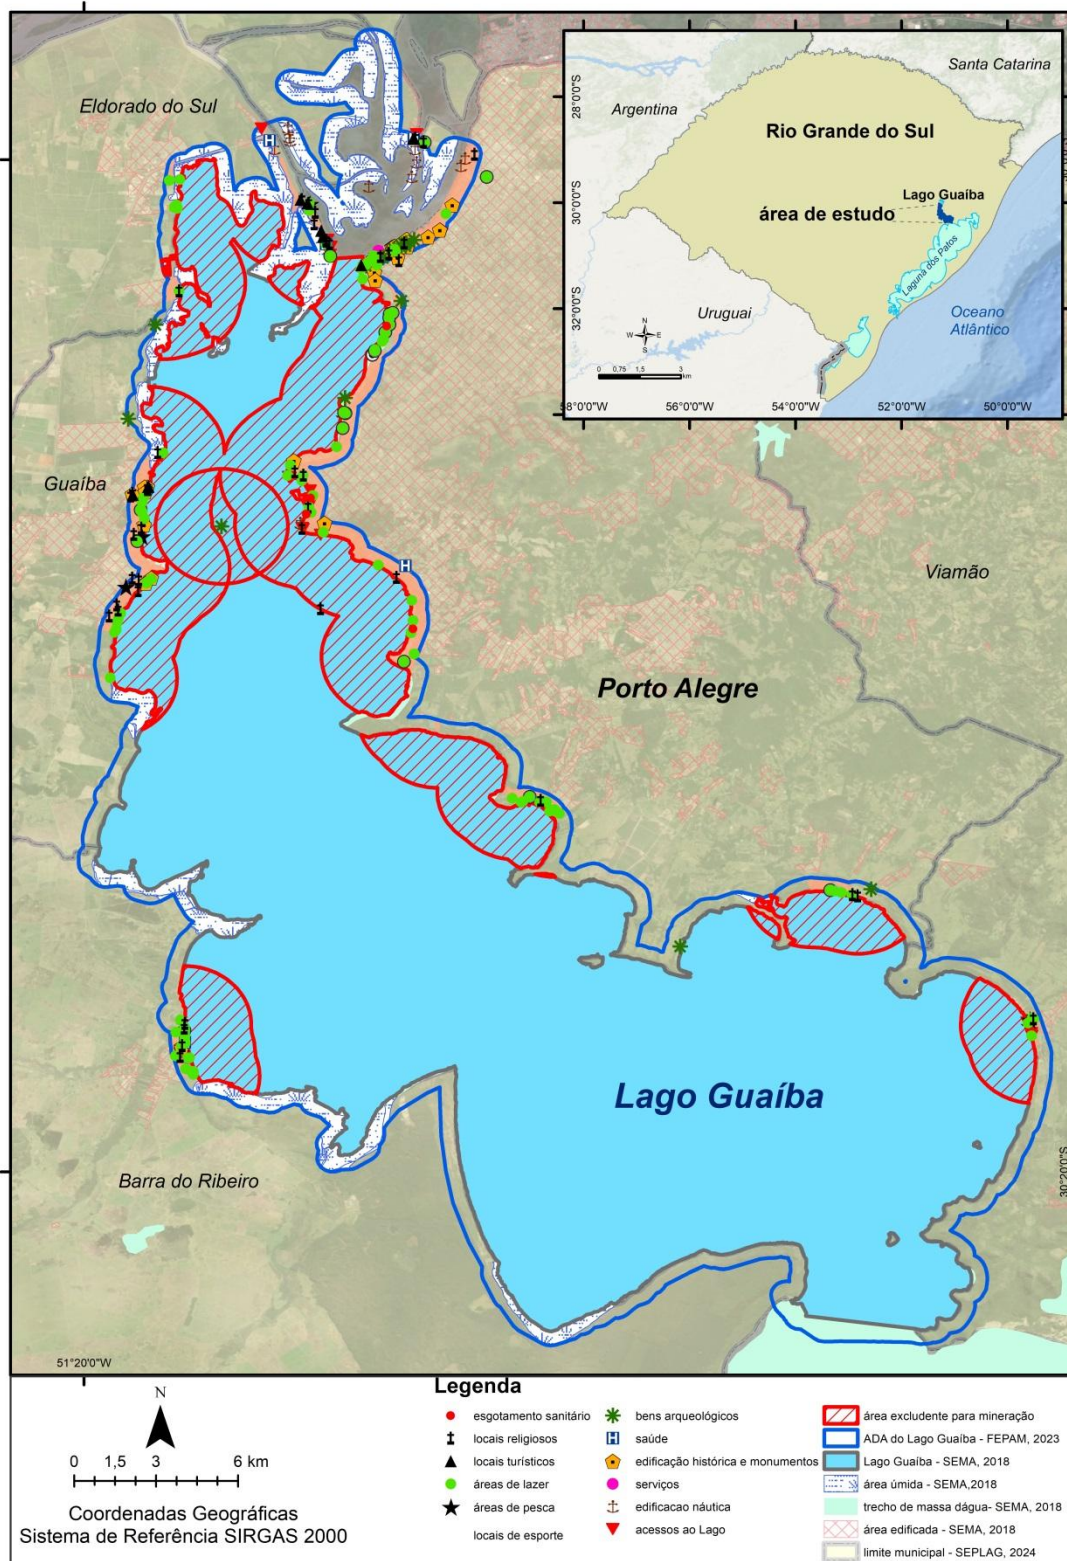 Eldorado do Sul
Santa Catarina
Argentina
Rio Grande do Sul
Lago Guaíba
área de estudo
Laguna dos Patos
Uruguai
Oceano
Atlântico
N
W E
S
0 0,75 1,5 3
km
28°0'0"S
30°0'0"S
32°0'0"S
58°0'0"W
56°0'0"W
54°0'0"W
52°0'0"W
50°0'0"W
Guaíba
Viamão
Porto Alegre
Lago Guaíba
Barra do Ribeiro
30°20'0"S
51°20'0"W
N
0 1,5 3 6 km
Coordenadas Geográficas
Sistema de Referência SIRGAS 2000
Legenda
esgotamento sanitário
locais religiosos
locais turísticos
áreas de lazer
áreas de pesca
locais de esporte
bens arqueológicos
H saúde
edificação histórica e monumentos
serviços
edificacao náutica
acessos ao Lago
área excludente para mineração
ADA do Lago Guaíba - FEPAM, 2023
Lago Guaíba - SEMA, 2018
área úmida - SEMA,2018
trecho de massa dágua- SEMA, 2018
área edificada - SEMA, 2018
limite municipal - SEPLAG, 2024